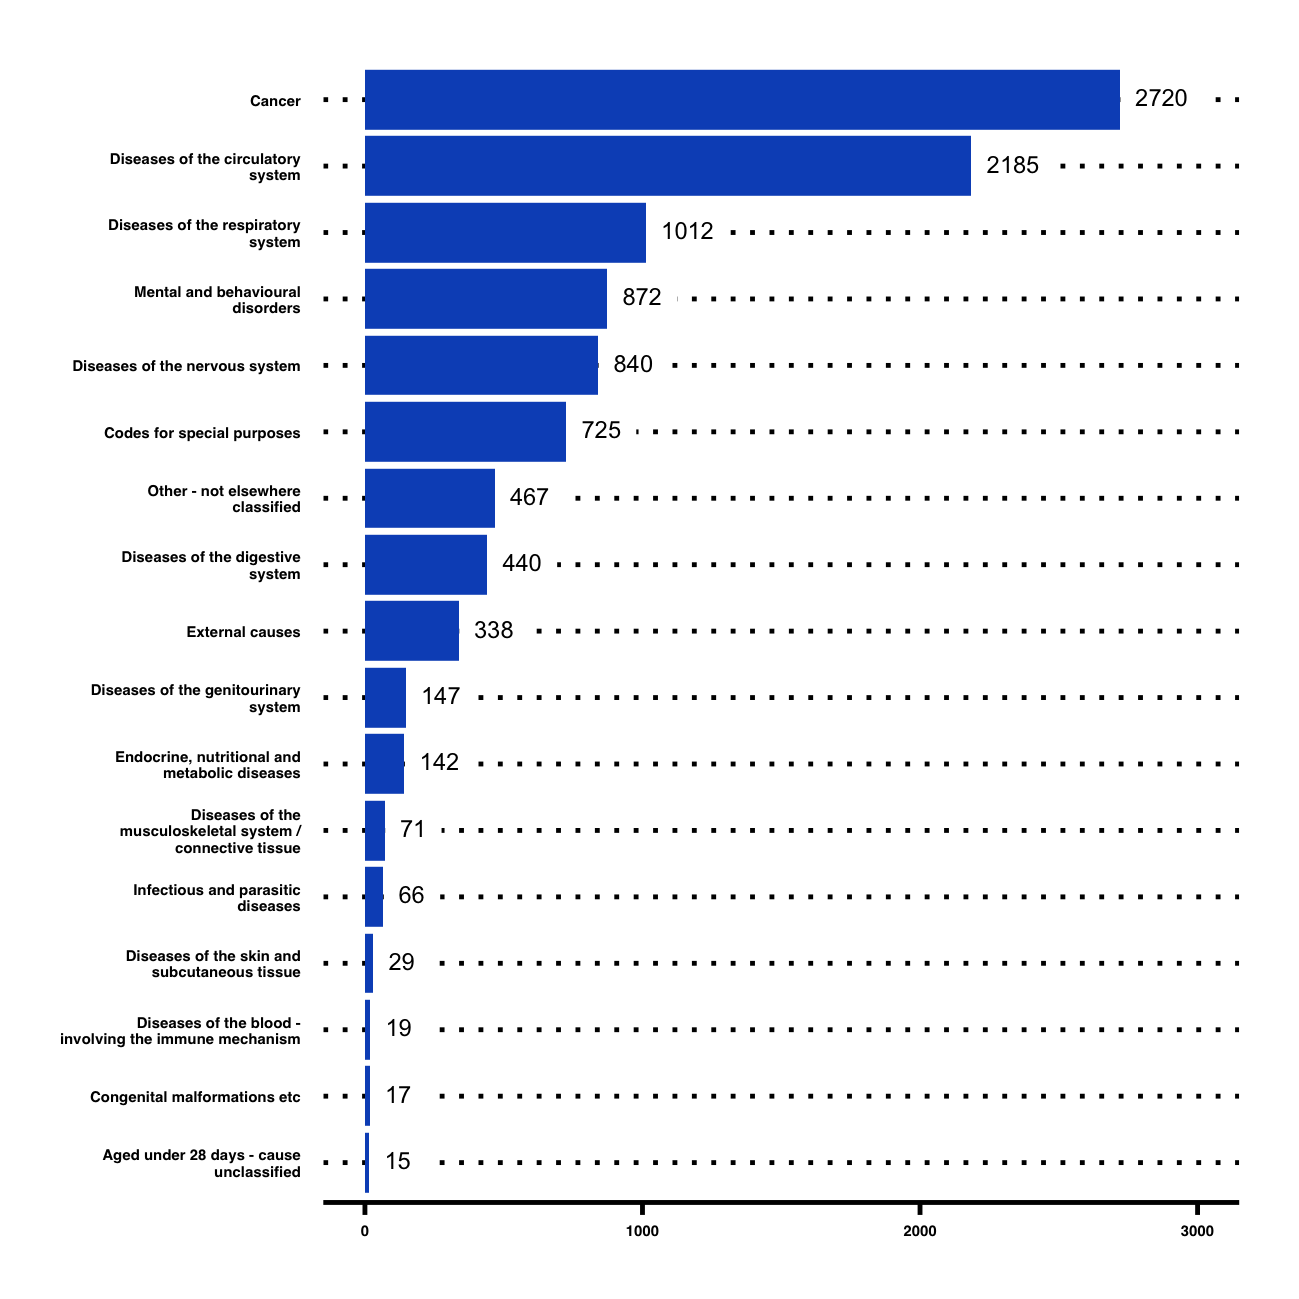 Cancer
2720
Diseases of the circulatory
system
2185
Diseases of the respiratory
system
1012
Mental and behavioural
disorders
872
Diseases of the nervous system
840
Codes for special purposes
725
Other - not elsewhere
classified
467
Diseases of the digestive
system
440
External causes
338
Diseases of the genitourinary
system
147
Endocrine, nutritional and
metabolic diseases
142
Diseases of the
musculoskeletal system /
connective tissue
71
Infectious and parasitic
diseases
66
Diseases of the skin and
subcutaneous tissue
29
Diseases of the blood -
involving the immune mechanism
19
Congenital malformations etc
17
Aged under 28 days - cause
unclassified
15
0 1000 2000 3000